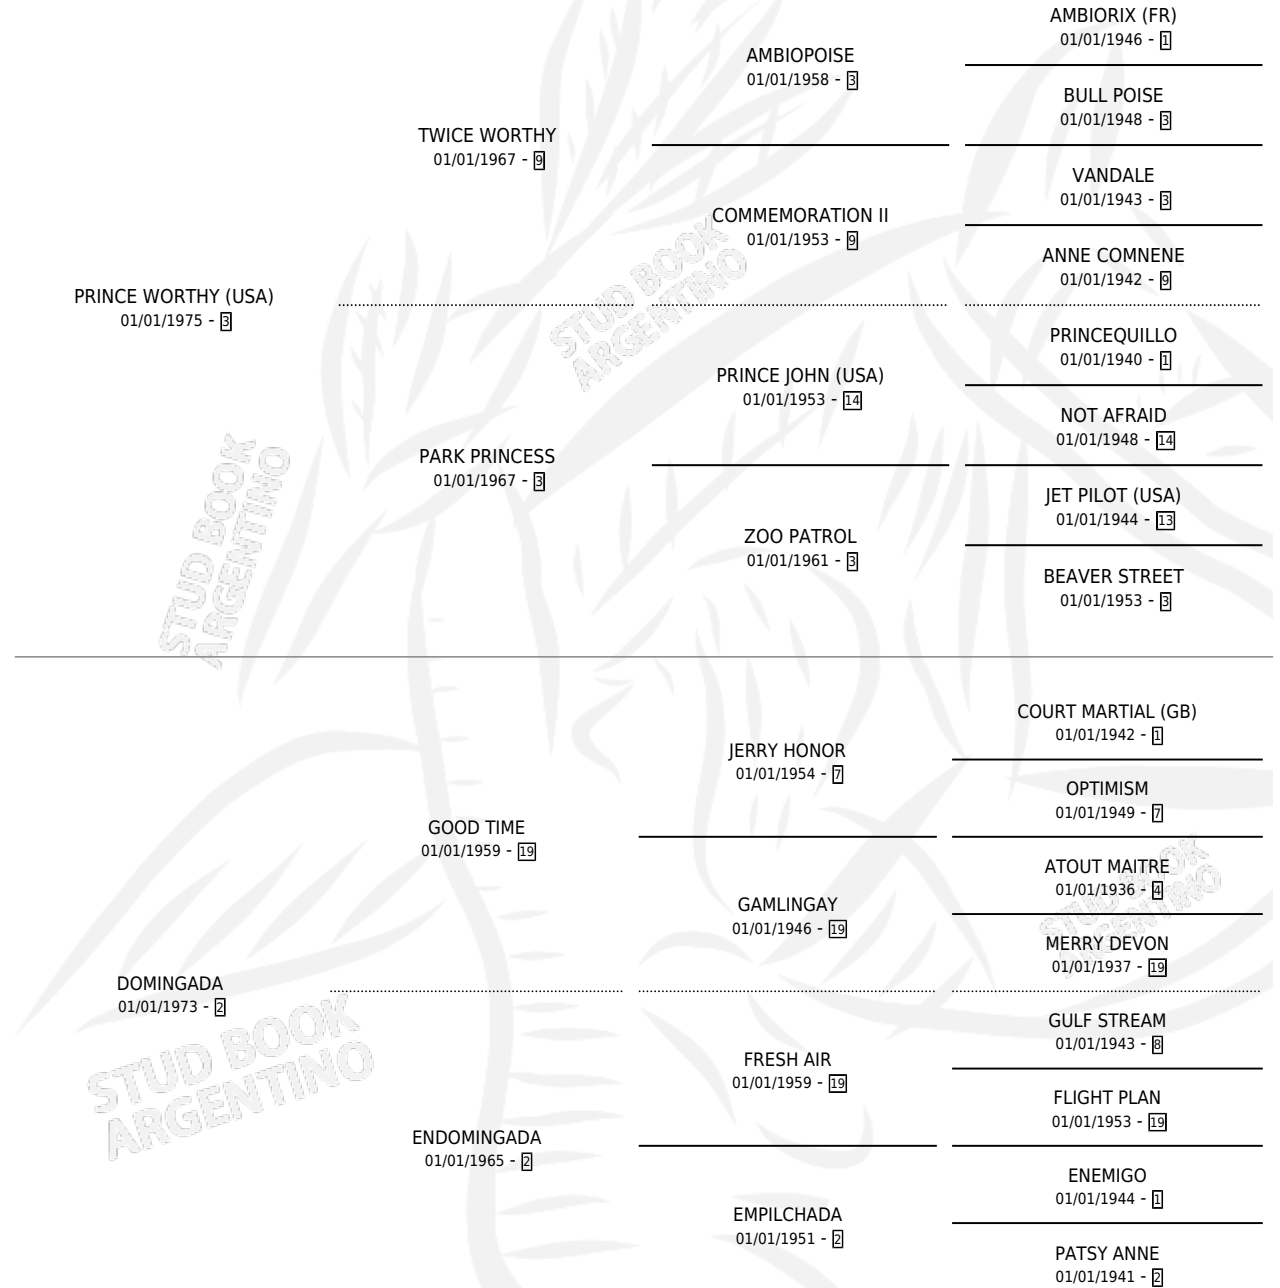 AMBIORIX (FR)
01/01/1946 - 1
AMBIOPOISE
01/01/1958 - 3
BULL POISE
01/01/1948 - 3
TWICE WORTHY
01/01/1967 - 9
VANDALE
01/01/1943 - 3
COMMEMORATION II
01/01/1953 - 9
ANNE COMNENE
01/01/1942 - 9
PRINCE WORTHY (USA)
01/01/1975 - 3
PRINCEQUILLO
01/01/1940 - 1
PRINCE JOHN (USA)
01/01/1953 - 14
NOT AFRAID
01/01/1948 - 14
PARK PRINCESS
01/01/1967 - 3
JET PILOT (USA)
01/01/1944 - 13
ZOO PATROL
01/01/1961 - 3
BEAVER STREET
01/01/1953 - 3
COURT MARTIAL (GB)
01/01/1942 - 1
JERRY HONOR
01/01/1954 - 7
OPTIMISM
01/01/1949 - 7
GOOD TIME
01/01/1959 - 19
ATOUT MAITRE
01/01/1936 - 4
GAMLINGAY
01/01/1946 - 19
MERRY DEVON
01/01/1937 - 19
DOMINGADA
01/01/1973 - 2
GULF STREAM
01/01/1943 - 8
FRESH AIR
01/01/1959 - 19
FLIGHT PLAN
01/01/1953 - 19
ENDOMINGADA
01/01/1965 - 2
ENEMIGO
01/01/1944 - 1
EMPILCHADA
01/01/1951 - 2
PATSY ANNE
01/01/1941 - 2
STUD BOOK
ARGENTINO
STUD BOOK
ARGENTINO
STUD BOOK
ARGENTINO
STUD BOOK
ARGENTINO